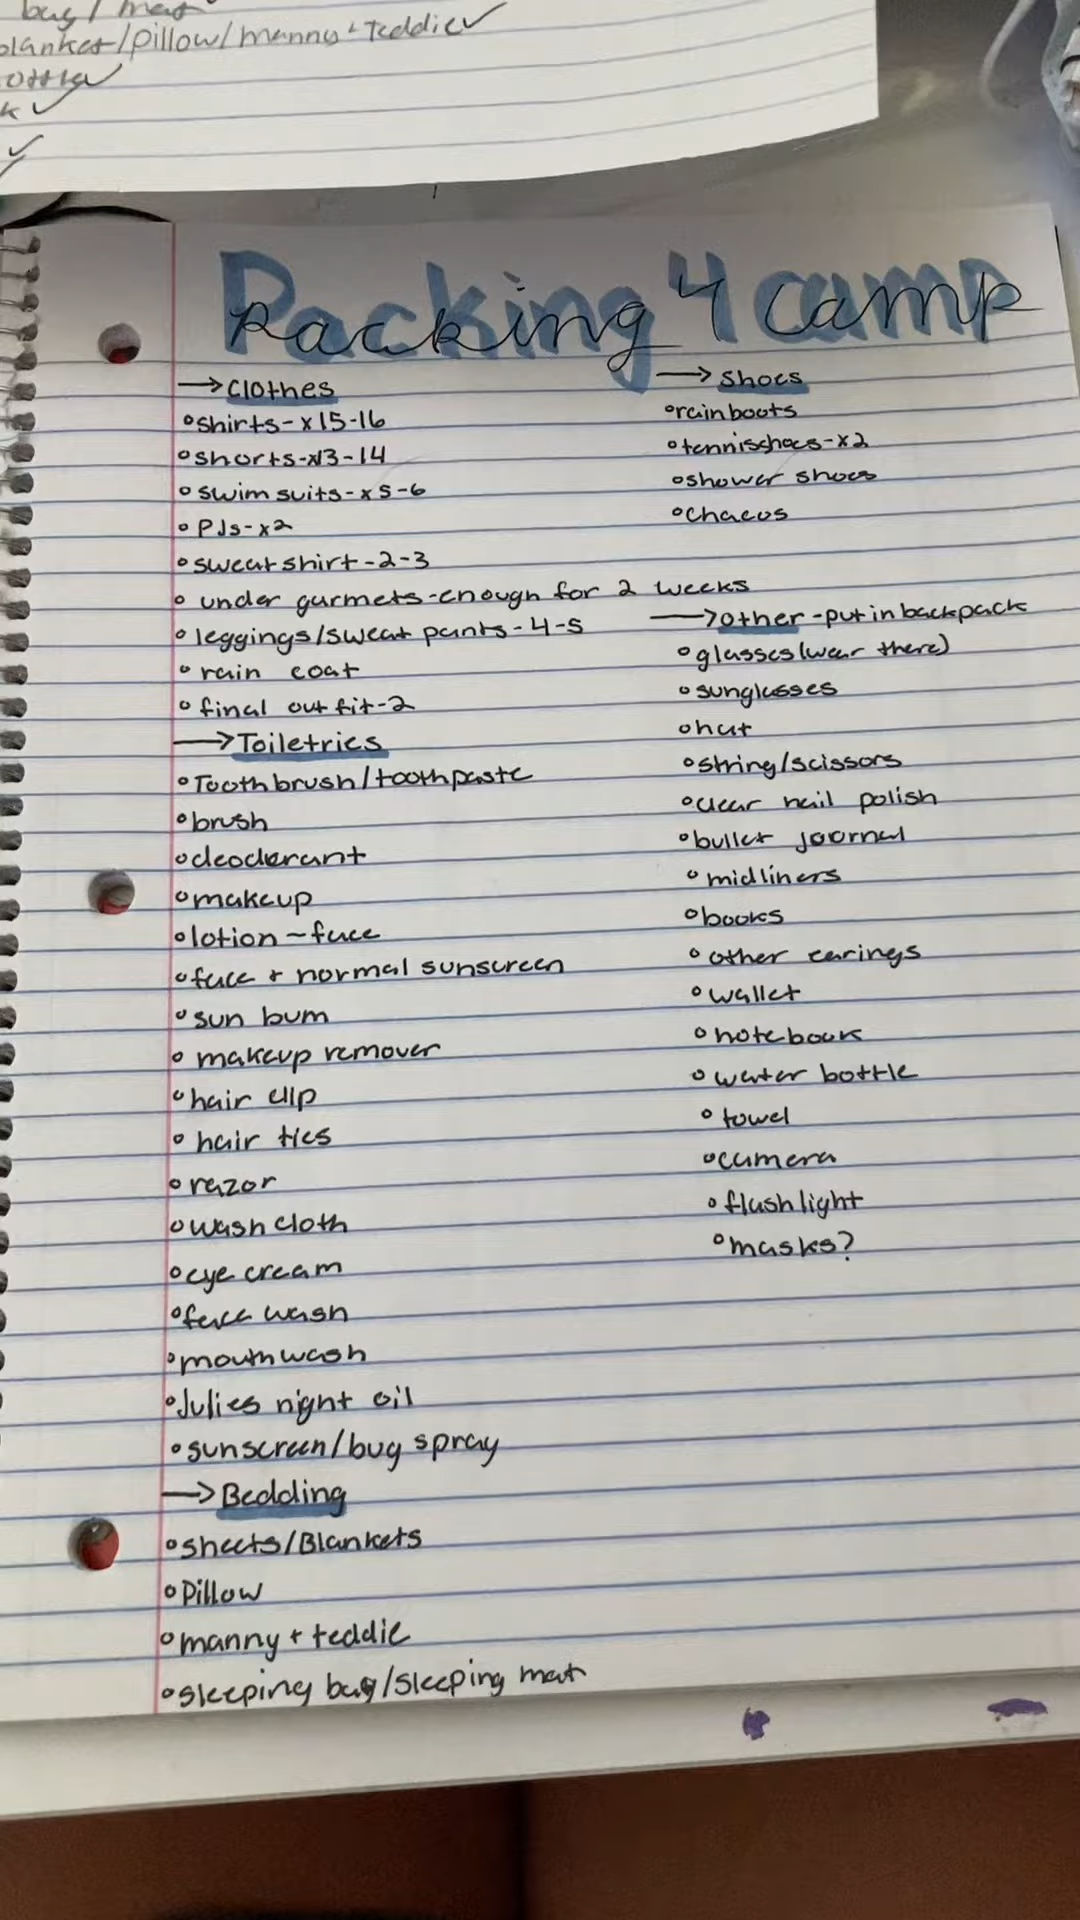 bag/mat
blanket/pillow/manny+Teddie✓
ottle✓
k✓
✓
Packing 4 camp
→Clothes
°shirts-x15-16
°shorts-x13-14
°swim suits-x5-6
°PJs-x2
°sweatshirt-2-3
°under garmets-enough for 2 weeks
°leggings/sweat pants-4-5
°rain coat
°final outfit-2
→Toiletries
°Toothbrush/toothpaste
°brush
°deoderant
°makeup
°lotion~face
°face + normal sunscreen
°sun bum
°makeup remover
°hair clip
°hair ties
°razor
°wash cloth
°eye cream
°face wash
°mouthwash
°Julies night oil
°sunscreen/bug spray
→Bedding
°sheets/Blankets
°Pillow
°manny + teddie
°sleeping bag/sleeping mat
→Shoes
°rainboots
°tennisshoes-x2
°shower shoes
°chacos
→other-put in backpack
°glasses(wear there)
°sunglasses
°hat
°string/scissors
°clear nail polish
°bullet journal
°midliners
°books
°other earings
°wallet
°notebook
°water bottle
°towel
°camera
°flashlight
°masks?